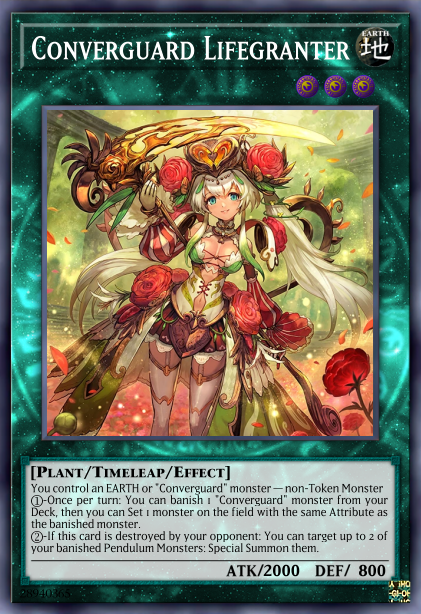 CONVERGUARD LIFEGRANTER
EARTH
地
[PLANT/TIMELEAP/EFFECT]
You control an EARTH or "Converguard" monster — non-Token Monster
①-Once per turn: You can banish 1 "Converguard" monster from your
Deck, then you can Set 1 monster on the field with the same Attribute as
the banished monster.
②-If this card is destroyed by your opponent: You can target up to 2 of
your banished Pendulum Monsters: Special Summon them.
ATK/2000 DEF/ 800